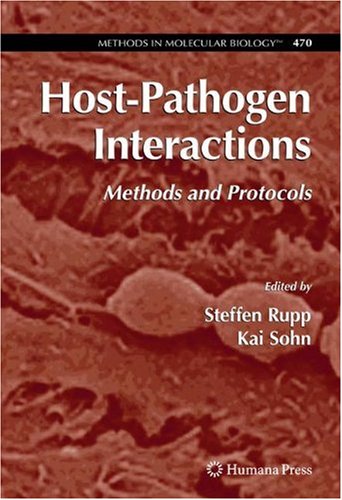 METHODS IN MOLECULAR BIOLOGY™ 470
Host-Pathogen
Interactions
Methods and Protocols
Edited by
Steffen Rupp
Kai Sohn
Humana Press